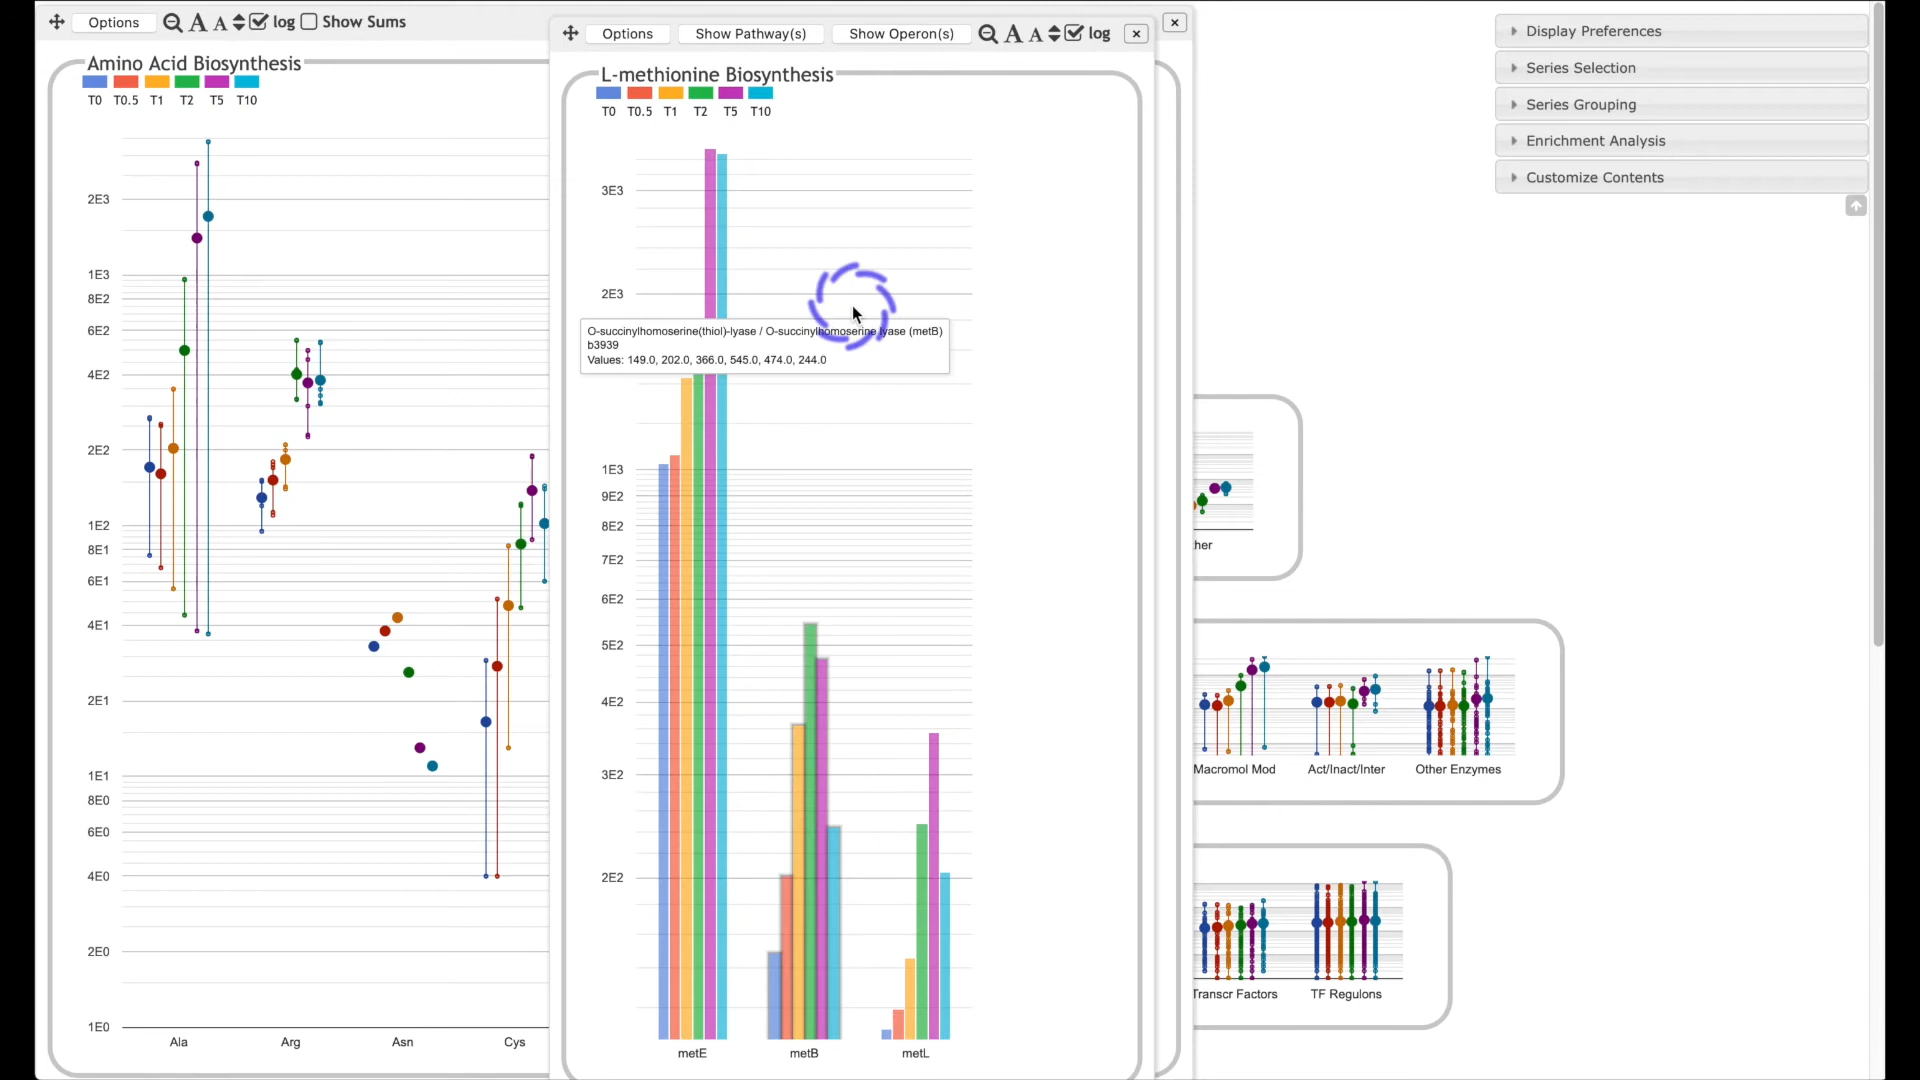 Options
A A
log
Show Sums
Amino Acid Biosynthesis
T0 T0.5 T1 T2 T5 T10
2E3
1E3
8E2
6E2
4E2
2E2
1E2
8E1
6E1
4E1
2E1
1E1
8E0
6E0
4E0
2E0
1E0
Ala Arg Asn Cys
Options
Show Pathway(s)
Show Operon(s)
A A
log
L-methionine Biosynthesis
T0 T0.5 T1 T2 T5 T10
3E3
2E3
O-succinylhomoserine(thiol)-lyase / O-succinylhomoserine lyase (metB)
b3939
Values: 149.0, 202.0, 366.0, 545.0, 474.0, 244.0
1E3
9E2
8E2
7E2
6E2
5E2
4E2
3E2
2E2
metE metB metL
Display Preferences
Series Selection
Series Grouping
Enrichment Analysis
Customize Contents
her
Macromol Mod Act/Inact/Inter Other Enzymes
Transcr Factors TF Regulons